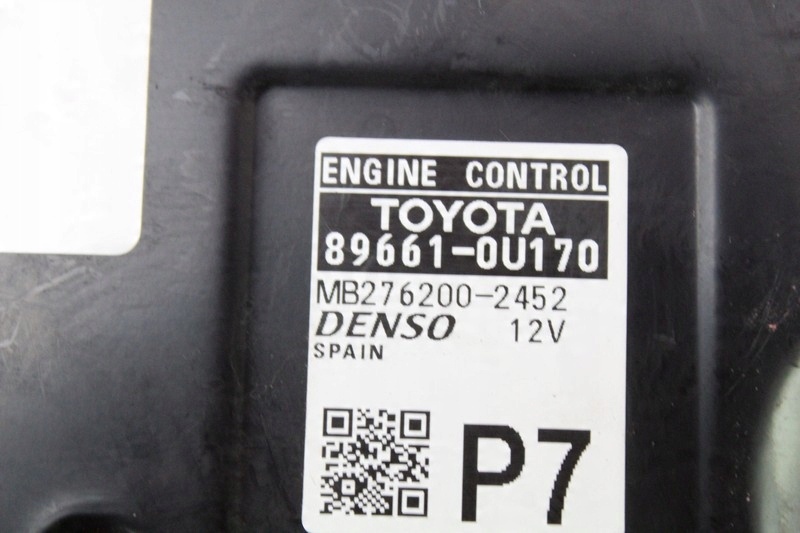 ENGINE CONTROL
TOYOTA
89661-0U170
MB276200-2452
DENSO 12V
SPAIN
P7